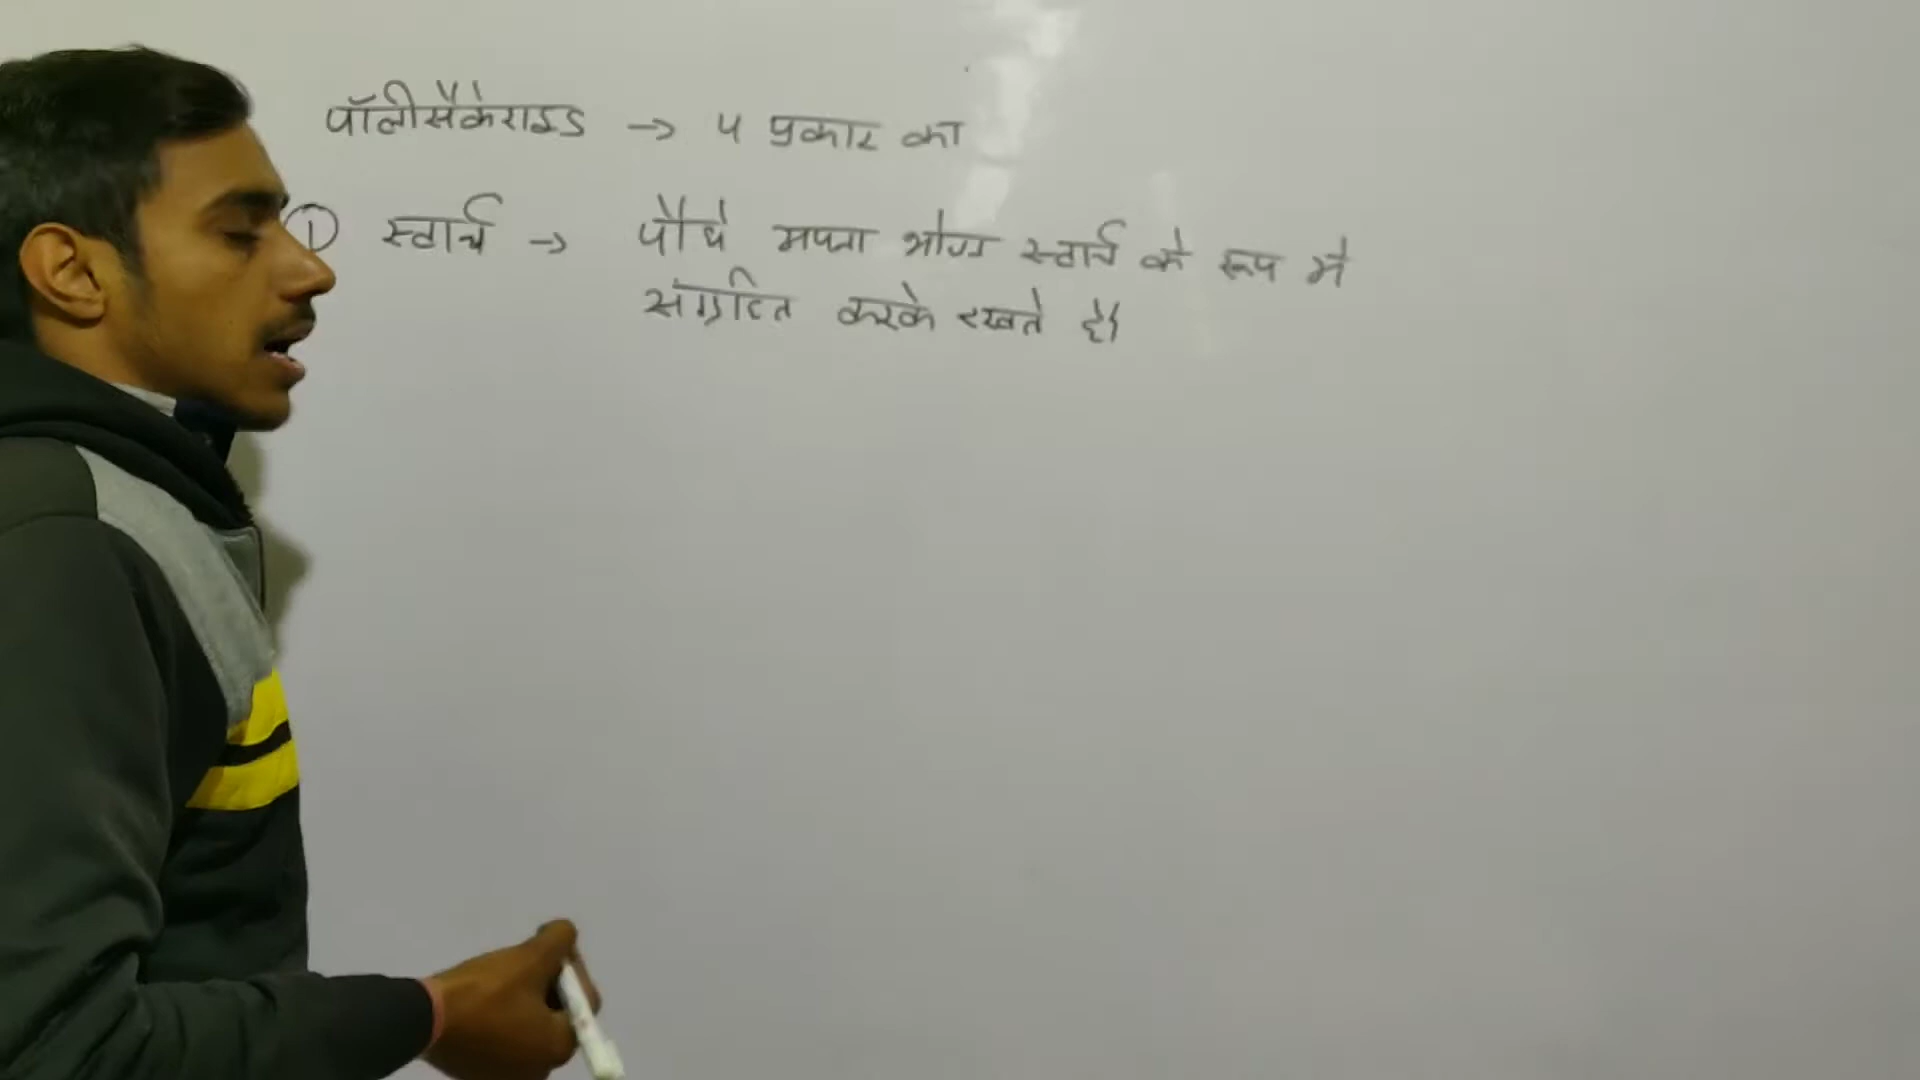 पॉलीसैकेराइड → 4 प्रकार का
① स्टार्च → पौधे अपना भोज्य स्टार्च के रूप मे
संग्रहित करके रखते है।